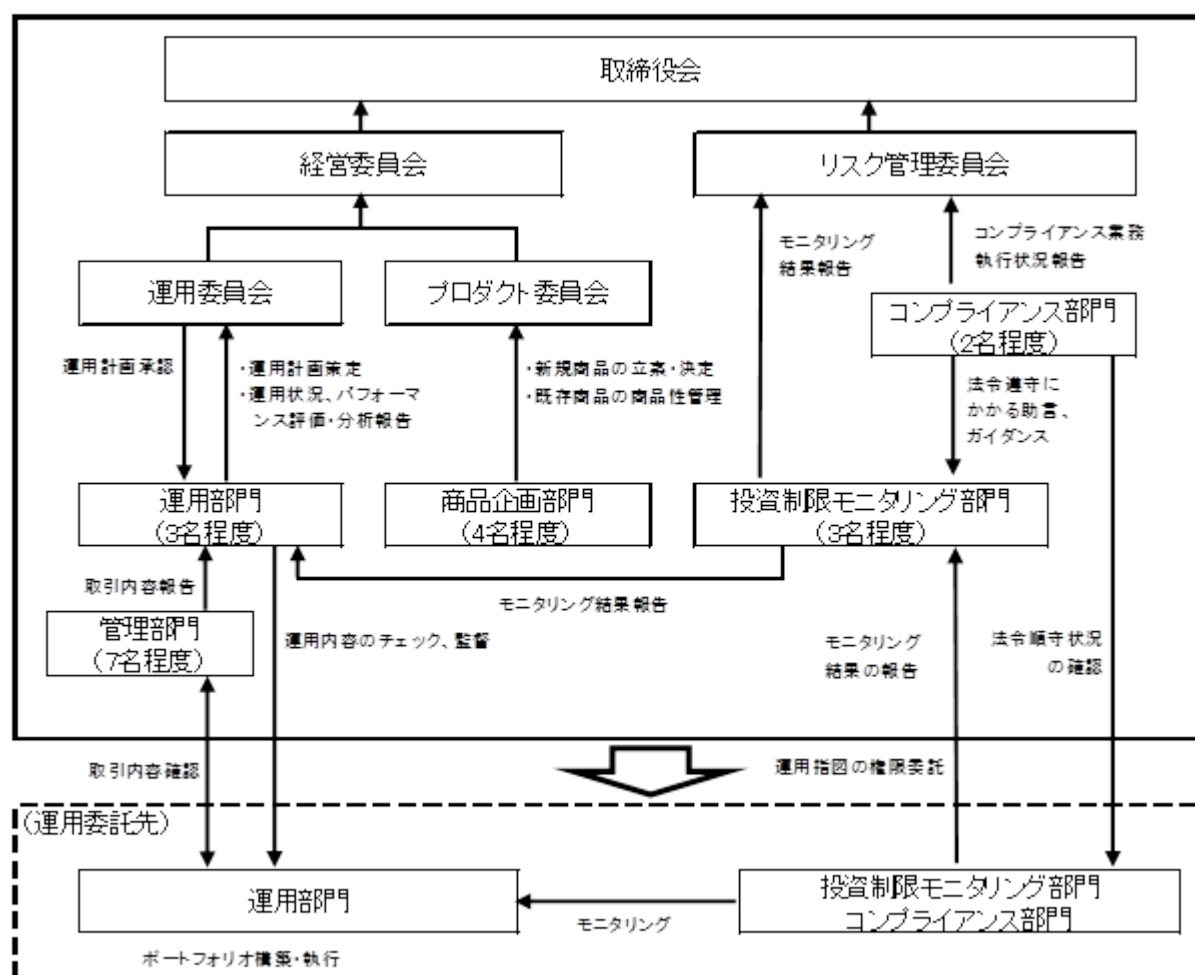 取締役会
経営委員会
リスク管理委員会
モニタリング
結果報告
コンプライアンス業務
執行状況報告
運用委員会
プロダクト委員会
コンプライアンス部門
(2名程度)
運用計画承認
・運用計画策定
・運用状況、パフォーマ
ンス評価・分析報告
・新規商品の立案・決定
・既存商品の商品性管理
法令遵守に
かかる助言、
ガイダンス
運用部門
(3名程度)
商品企画部門
(4名程度)
投資制限モニタリング部門
(3名程度)
取引内容報告
モニタリング結果報告
管理部門
(7名程度)
運用内容のチェック、監督
モニタリング
結果の報告
法令順守状況
の確認
取引内容確認
運用指図の権限委託
(運用委託先)
運用部門
モニタリング
投資制限モニタリング部門
コンプライアンス部門
ポートフォリオ構築・執行